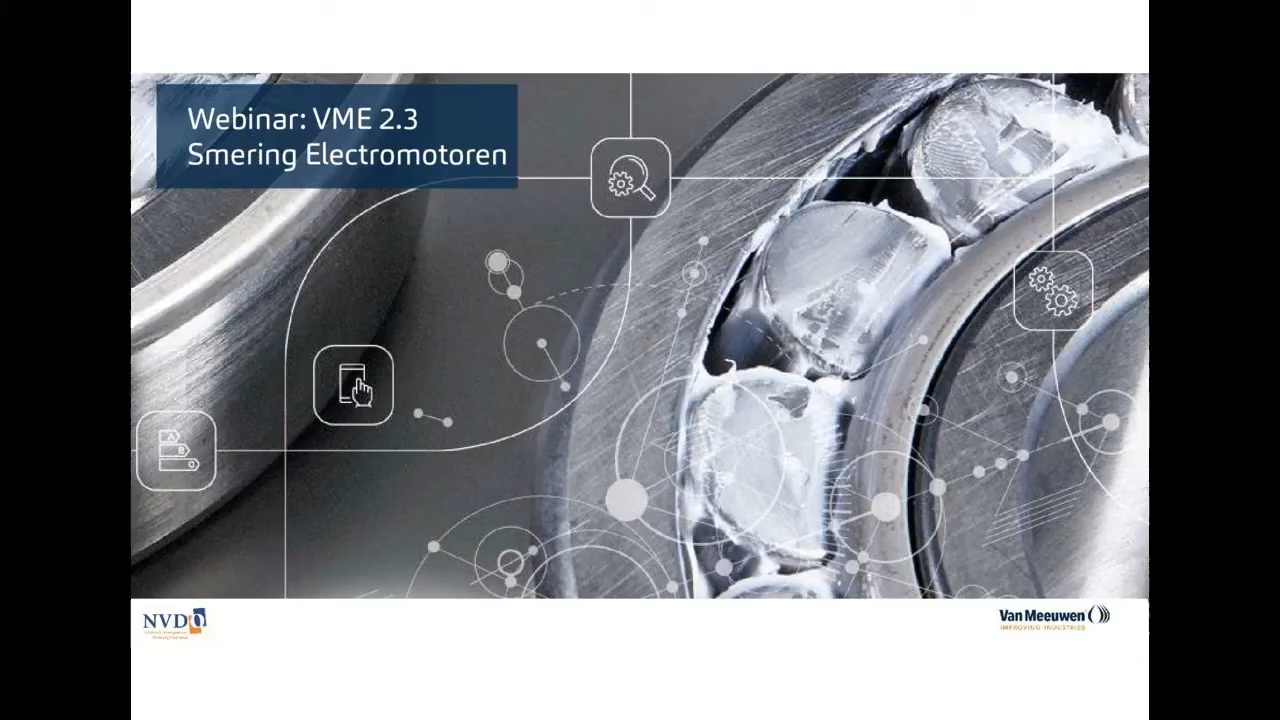 Webinar: VME 2.3
Smering Electromotoren
A
B
C
NVDO
Van Meeuwen
IMPROVING INDUSTRIES